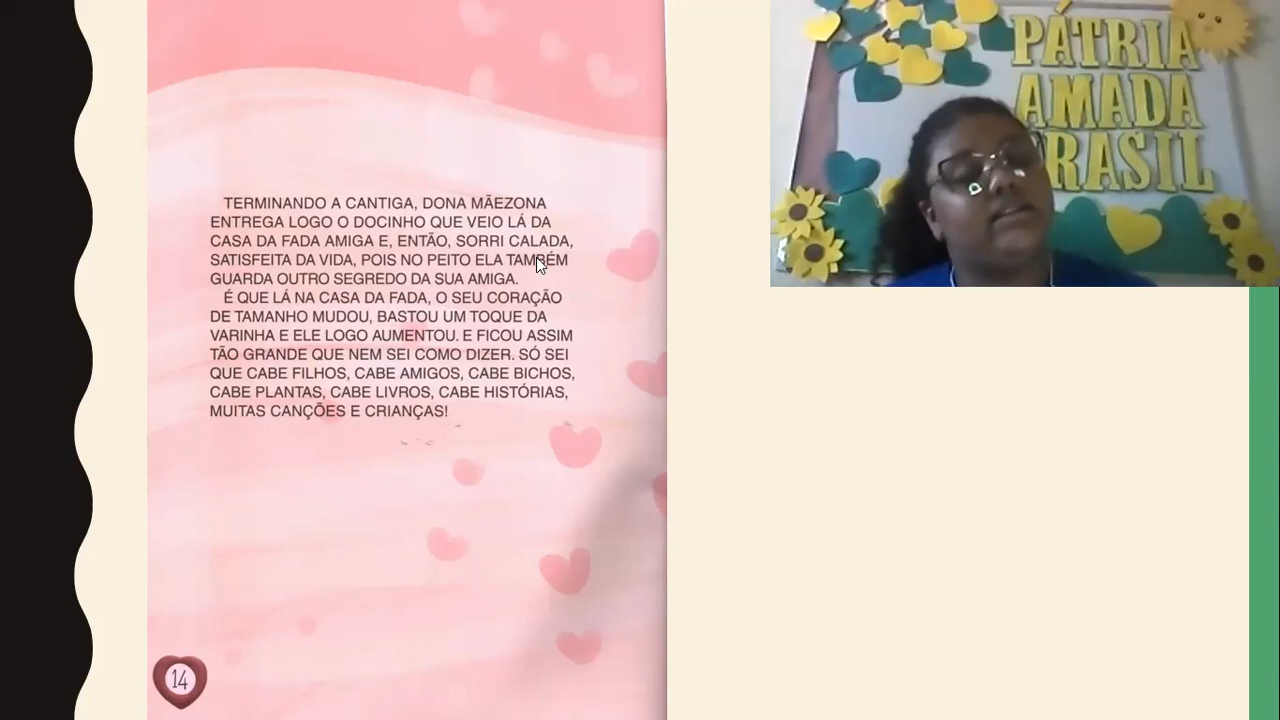 TERMINANDO A CANTIGA, DONA MÃEZONA
ENTREGA LOGO O DOCINHO QUE VEIO LÁ DA
CASA DA FADA AMIGA E, ENTÃO, SORRI CALADA,
SATISFEITA DA VIDA, POIS NO PEITO ELA TAMBÉM
GUARDA OUTRO SEGREDO DA SUA AMIGA.
É QUE LÁ NA CASA DA FADA, O SEU CORAÇÃO
DE TAMANHO MUDOU, BASTOU UM TOQUE DA
VARINHA E ELE LOGO AUMENTOU. E FICOU ASSIM
TÃO GRANDE QUE NEM SEI COMO DIZER. SÓ SEI
QUE CABE FILHOS, CABE AMIGOS, CABE BICHOS,
CABE PLANTAS, CABE LIVROS, CABE HISTÓRIAS,
MUITAS CANÇÕES E CRIANÇAS!
14
PÁTRIA
AMADA
BRASIL